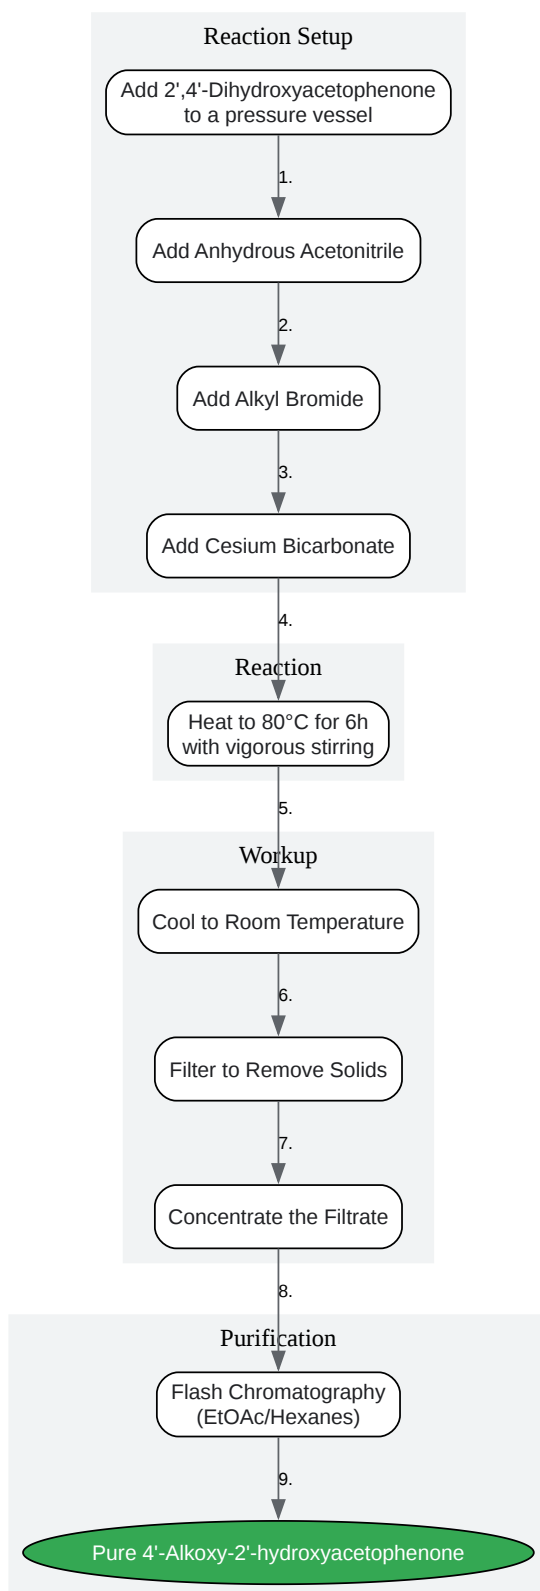 Reaction Setup
Add 2',4'-Dihydroxyacetophenone
to a pressure vessel
1.
Add Anhydrous Acetonitrile
2.
Add Alkyl Bromide
3.
Add Cesium Bicarbonate
4.
Reaction
Heat to 80°C for 6h
with vigorous stirring
5.
Workup
Cool to Room Temperature
6.
Filter to Remove Solids
7.
Concentrate the Filtrate
8.
Purification
Flash Chromatography
(EtOAc/Hexanes)
9.
Pure 4'-Alkoxy-2'-hydroxyacetophenone